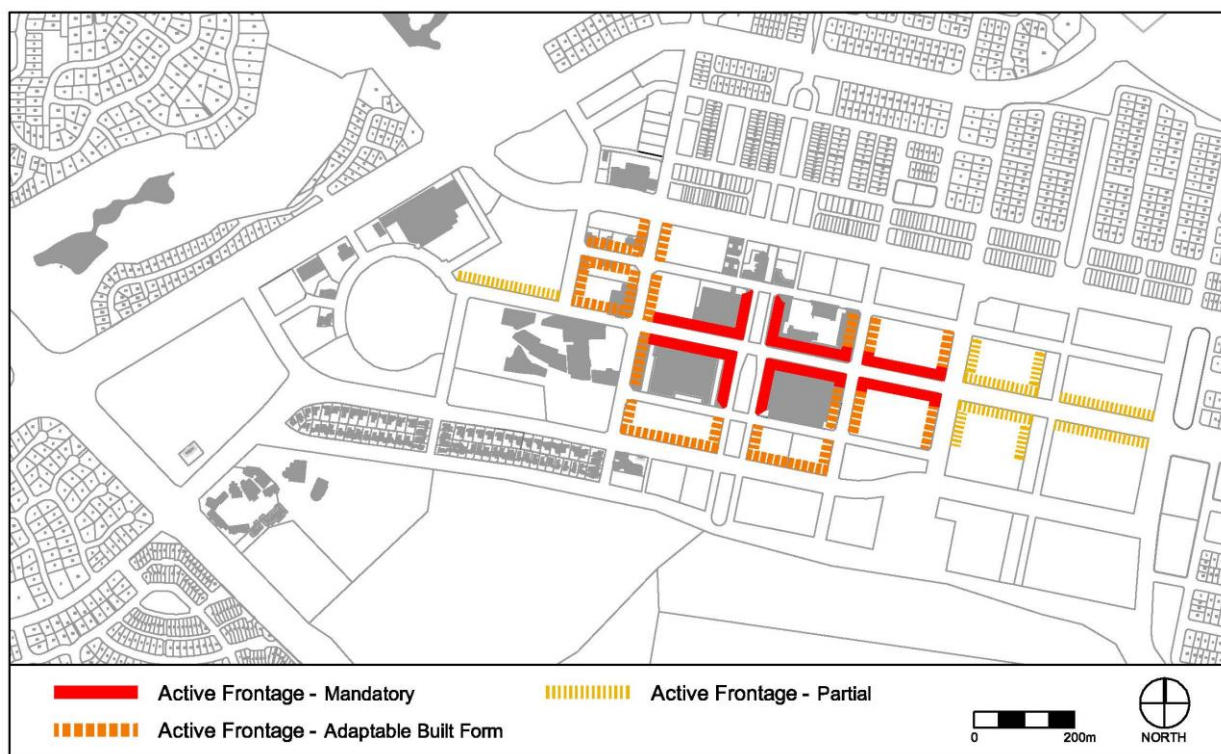 Active Frontage - Mandatory
Active Frontage - Partial
Active Frontage - Adaptable Built Form
0 200m
NORTH